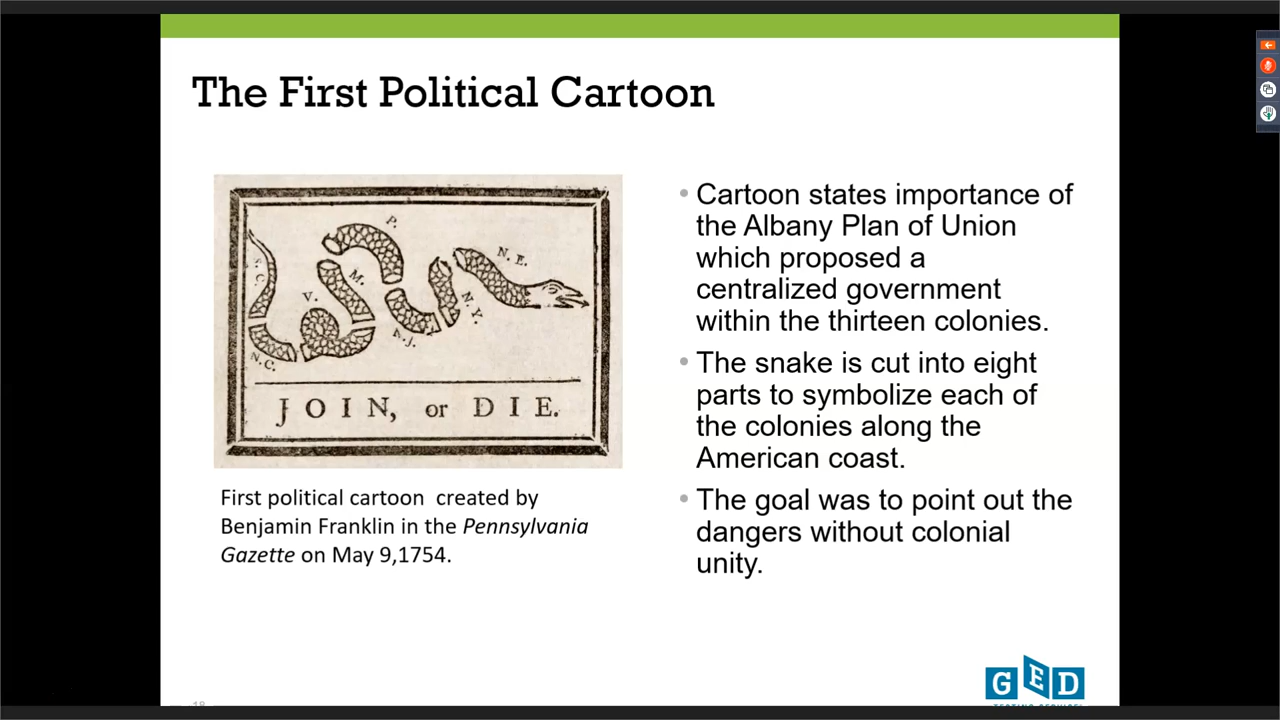 The First Political Cartoon
P.
N. E.
S. C.
M.
V.
N. Y.
N. J.
N. C.
JOIN, or DIE.
First political cartoon created by
Benjamin Franklin in the Pennsylvania
Gazette on May 9,1754.
• Cartoon states importance of
the Albany Plan of Union
which proposed a
centralized government
within the thirteen colonies.
• The snake is cut into eight
parts to symbolize each of
the colonies along the
American coast.
• The goal was to point out the
dangers without colonial
unity.
GED